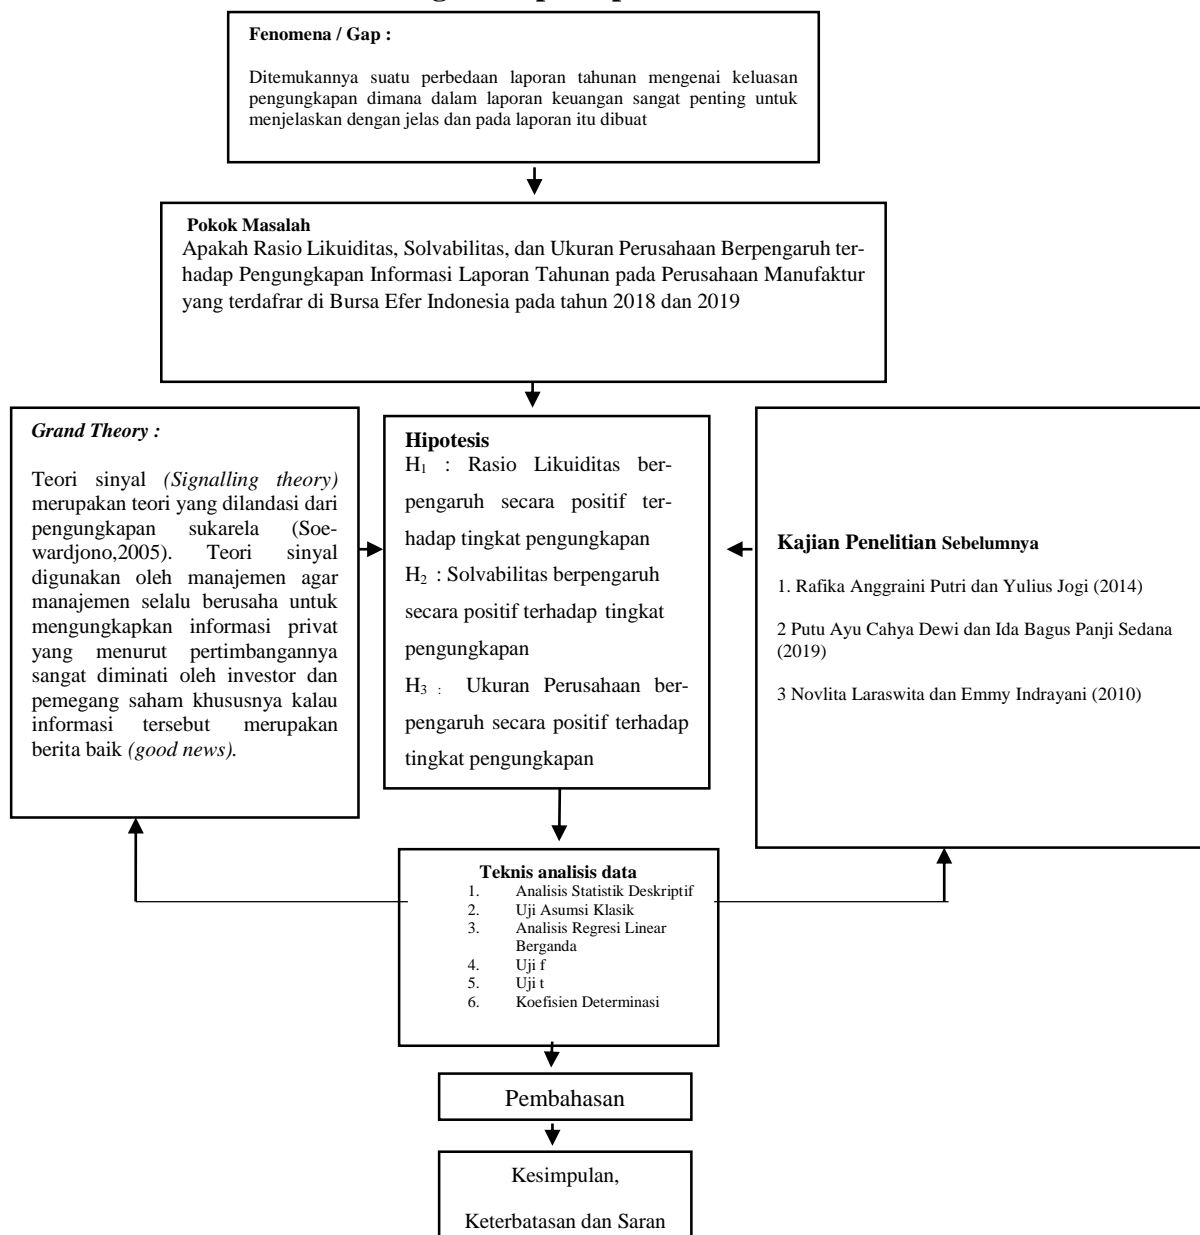 Fenomena / Gap :
Ditemukannya suatu perbedaan laporan tahunan mengenai keluasan
pengungkapan dimana dalam laporan keuangan sangat penting untuk
menjelaskan dengan jelas dan pada laporan itu dibuat
Pokok Masalah
Apakah Rasio Likuiditas, Solvabilitas, dan Ukuran Perusahaan Berpengaruh ter-
hadap Pengungkapan Informasi Laporan Tahunan pada Perusahaan Manufaktur
yang terdafrar di Bursa Efer Indonesia pada tahun 2018 dan 2019
Grand Theory :
Teori sinyal (Signalling theory)
merupakan teori yang dilandasi dari
pengungkapan sukarela (Soe-
wardjono,2005). Teori sinyal
digunakan oleh manajemen agar
manajemen selalu berusaha untuk
mengungkapkan informasi privat
yang menurut pertimbangannya
sangat diminati oleh investor dan
pemegang saham khususnya kalau
informasi tersebut merupakan
berita baik (good news).
Hipotesis
H1 : Rasio Likuiditas ber-
pengaruh secara positif ter-
hadap tingkat pengungkapan
H2 : Solvabilitas berpengaruh
secara positif terhadap tingkat
pengungkapan
H3 : Ukuran Perusahaan ber-
pengaruh secara positif terhadap
tingkat pengungkapan
Kajian Penelitian Sebelumnya
1. Rafika Anggraini Putri dan Yulius Jogi (2014)
2 Putu Ayu Cahya Dewi dan Ida Bagus Panji Sedana
(2019)
3 Novlita Laraswita dan Emmy Indrayani (2010)
Teknis analisis data
1. Analisis Statistik Deskriptif
2. Uji Asumsi Klasik
3. Analisis Regresi Linear
Berganda
4. Uji f
5. Uji t
6. Koefisien Determinasi
Pembahasan
Kesimpulan,
Keterbatasan dan Saran